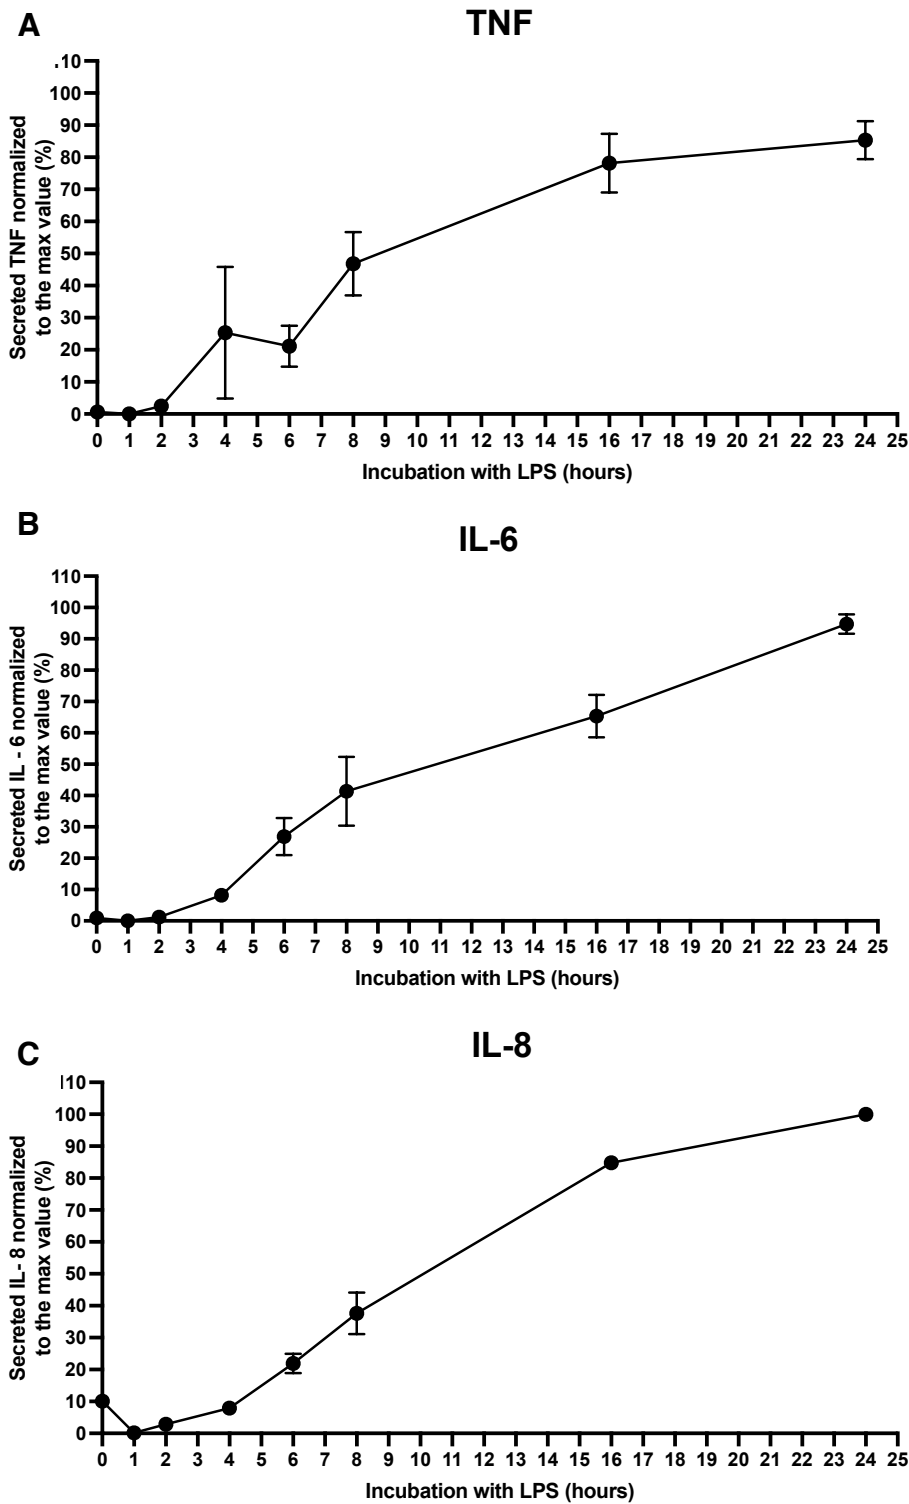 A
TNF
.10
100
90
80
70
60
50
40
30
20
10
0
Secreted TNF normalized
to the max value (%)
0 1 2 3 4 5 6 7 8 9 10 11 12 13 14 15 16 17 18 19 20 21 22 23 24 25
Incubation with LPS (hours)
B
IL-6
110
100
90
80
70
60
50
40
30
20
10
0
Secreted IL - 6 normalized
to the max value (%)
0 1 2 3 4 5 6 7 8 9 10 11 12 13 14 15 16 17 18 19 20 21 22 23 24 25
Incubation with LPS (hours)
C
IL-8
110
100
90
80
70
60
50
40
30
20
10
0
Secreted IL- 8 normalized
to the max value (%)
0 1 2 3 4 5 6 7 8 9 10 11 12 13 14 15 16 17 18 19 20 21 22 23 24 25
Incubation with LPS (hours)